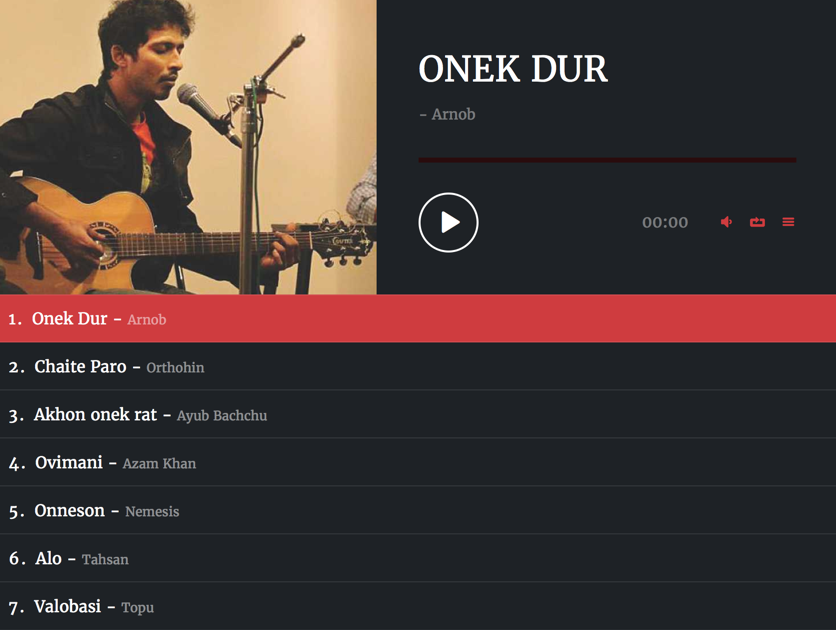 ONEK DUR
- Arnob
00:00
1. Onek Dur - Arnob
2. Chaite Paro - Orthohin
3. Akhon onek rat - Ayub Bachchu
4. Ovimani - Azam Khan
5. Onneson - Nemesis
6. Alo - Tahsan
7. Valobasi - Topu